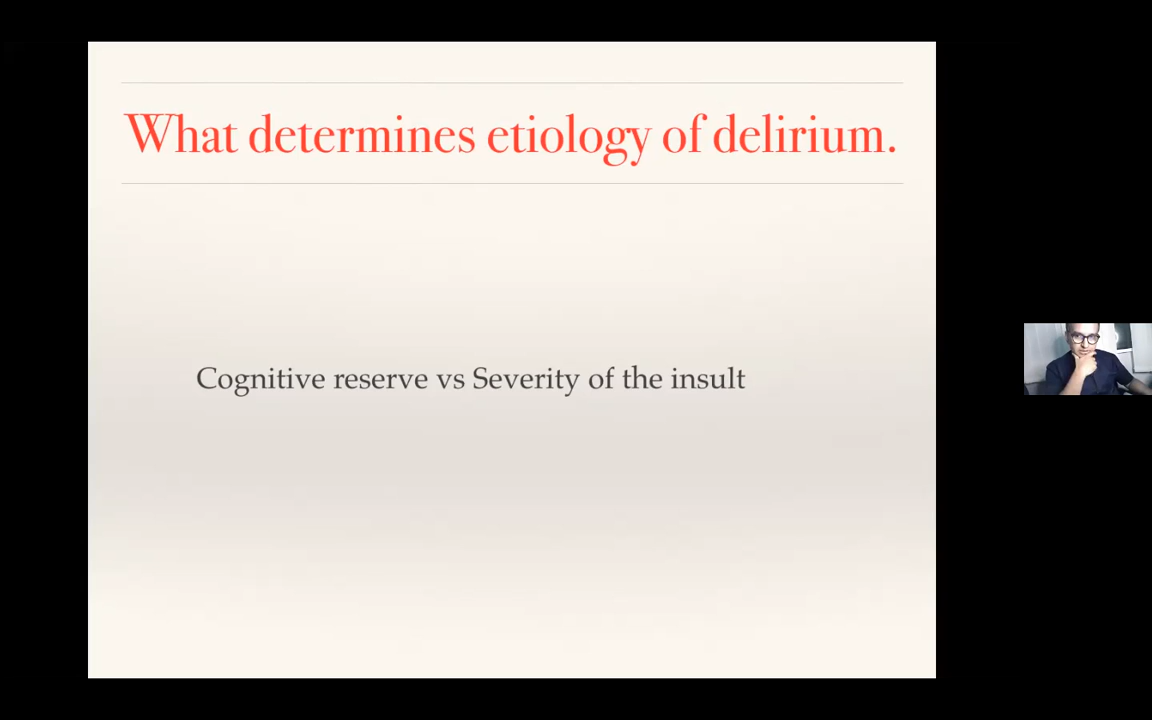 What determines etiology of delirium.
Cognitive reserve vs Severity of the insult